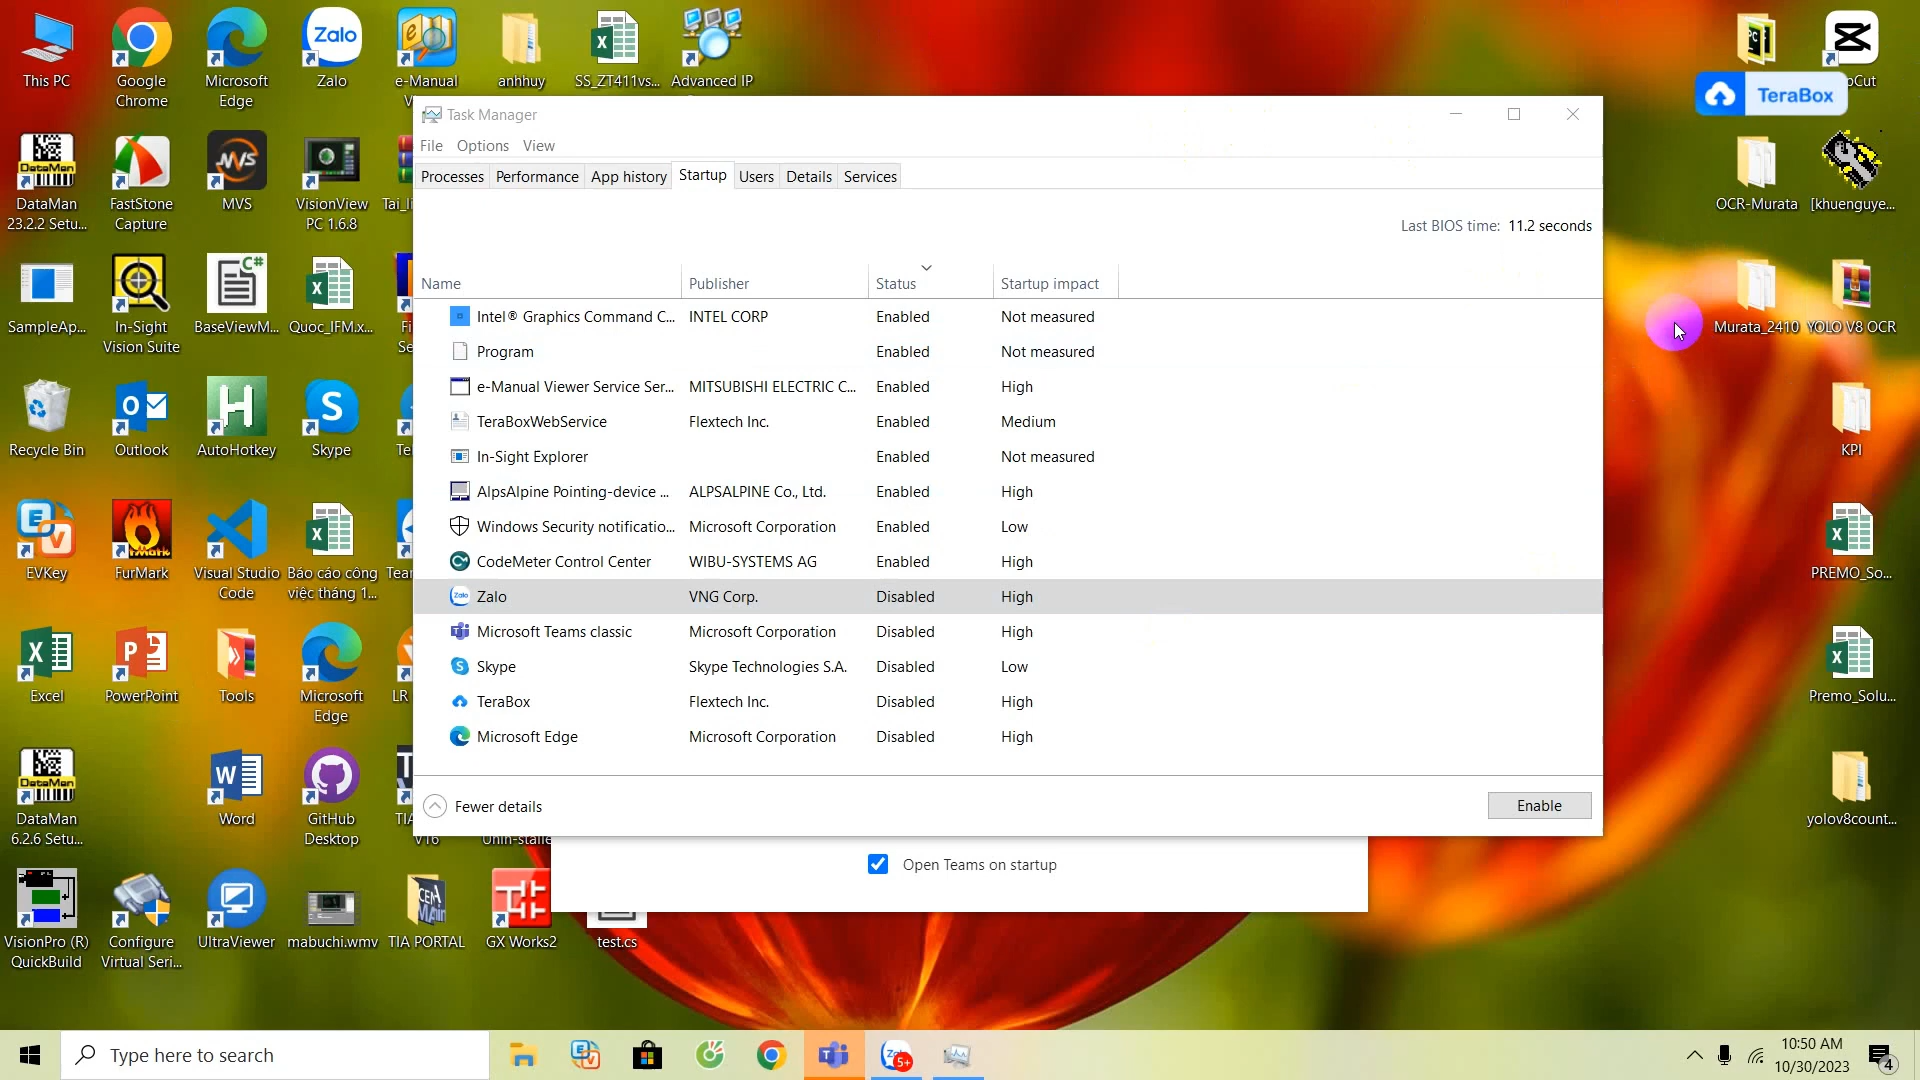 This PC
Google
Chrome
Microsoft
Edge
Zalo
e-Manual
anhhuy
SS_ZT411vs...
Advanced IP
TeraBox
DataMan
23.2.2 Setu...
FastStone
Capture
MVS
VisionView
PC 1.6.8
OCR-Murata
[khuenguye...
SampleAp...
In-Sight
Vision Suite
BaseViewM...
Quoc_IFM.x...
Murata_2410
YOLO V8 OCR
Recycle Bin
Outlook
AutoHotkey
Skype
KPI
EVKey
FurMark
Visual Studio
Code
Báo cáo công
việc tháng 1...
PREMO_So...
Excel
PowerPoint
Tools
Microsoft
Edge
LR
Premo_Solu...
DataMan
6.2.6 Setu...
Word
GitHub
Desktop
yolov8count...
VisionPro (R)
QuickBuild
Configure
Virtual Seri...
UltraViewer
mabuchi.wmv
TIA PORTAL
GX Works2
test.cs
Task Manager
File Options View
Processes Performance App history Startup Users Details Services
Last BIOS time: 11.2 seconds
Name Publisher Status Startup impact
Intel® Graphics Command C... INTEL CORP Enabled Not measured
Program Enabled Not measured
e-Manual Viewer Service Ser... MITSUBISHI ELECTRIC C... Enabled High
TeraBoxWebService Flextech Inc. Enabled Medium
In-Sight Explorer Enabled Not measured
AlpsAlpine Pointing-device ... ALPSALPINE Co., Ltd. Enabled High
Windows Security notificatio... Microsoft Corporation Enabled Low
CodeMeter Control Center WIBU-SYSTEMS AG Enabled High
Zalo VNG Corp. Disabled High
Microsoft Teams classic Microsoft Corporation Disabled High
Skype Skype Technologies S.A. Disabled Low
TeraBox Flextech Inc. Disabled High
Microsoft Edge Microsoft Corporation Disabled High
Fewer details
Enable
Open Teams on startup
Type here to search
10:50 AM
10/30/2023
4